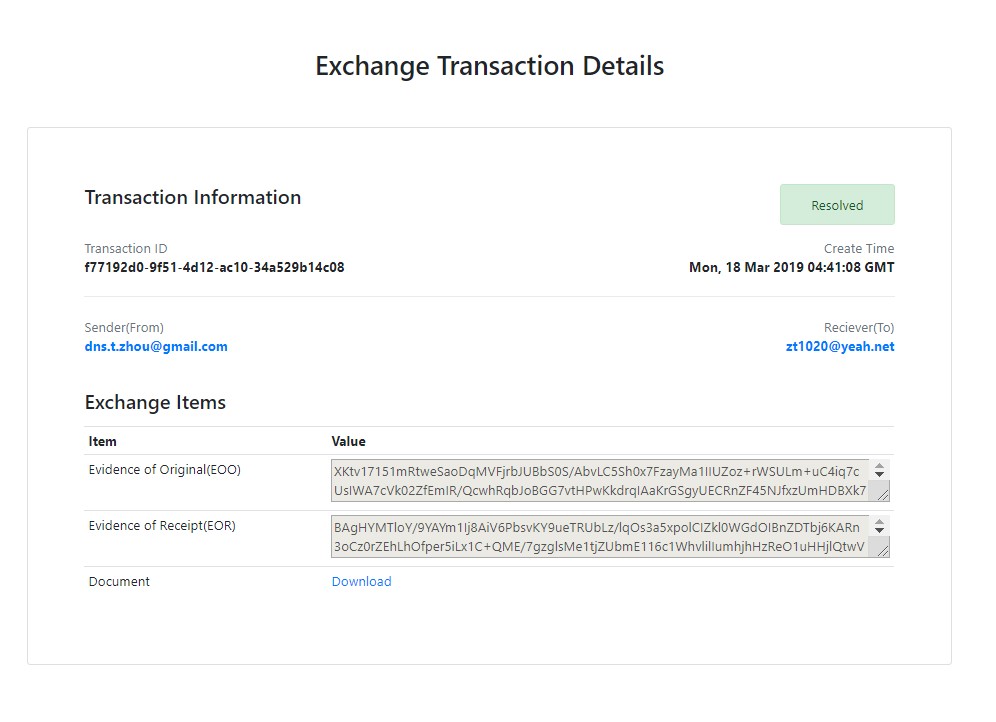 Exchange Transaction Details
Transaction Information
Resolved
Transaction ID
Create Time
f77192d0-9f51-4d12-ac10-34a529b14c08
Mon, 18 Mar 2019 04:41:08 GMT
Sender(From)
Reciever(To)
dns.t.zhou@gmail.com
zt1020@yeah.net
Exchange Items
Item Value
Evidence of Original(EOO)
XKtv17151mRtweSaoDqMVFjrbJUBbS0S/AbvLC5Sh0x7FzayMa1IIUZoz+rWSULm+uC4iq7c
UsIWA7cVk02ZfEmIR/QcwhRqbJoBGG7vtHPwKkdrqIAaKrGSgyUECRnZF45NJfxzUmHDBXk7
Evidence of Receipt(EOR)
BAgHYMTloY/9YAYm1Ij8AiV6PbsvKY9ueTRUbLz/lqOs3a5xpolCIZkl0WGdOIBnZDTbj6KARn
3oCz0rZEhLhOfper5iLx1C+QME/7gzglsMe1tjZUbmE116c1WhvlilIumhjhHzReO1uHHjlQtwV
Document
Download